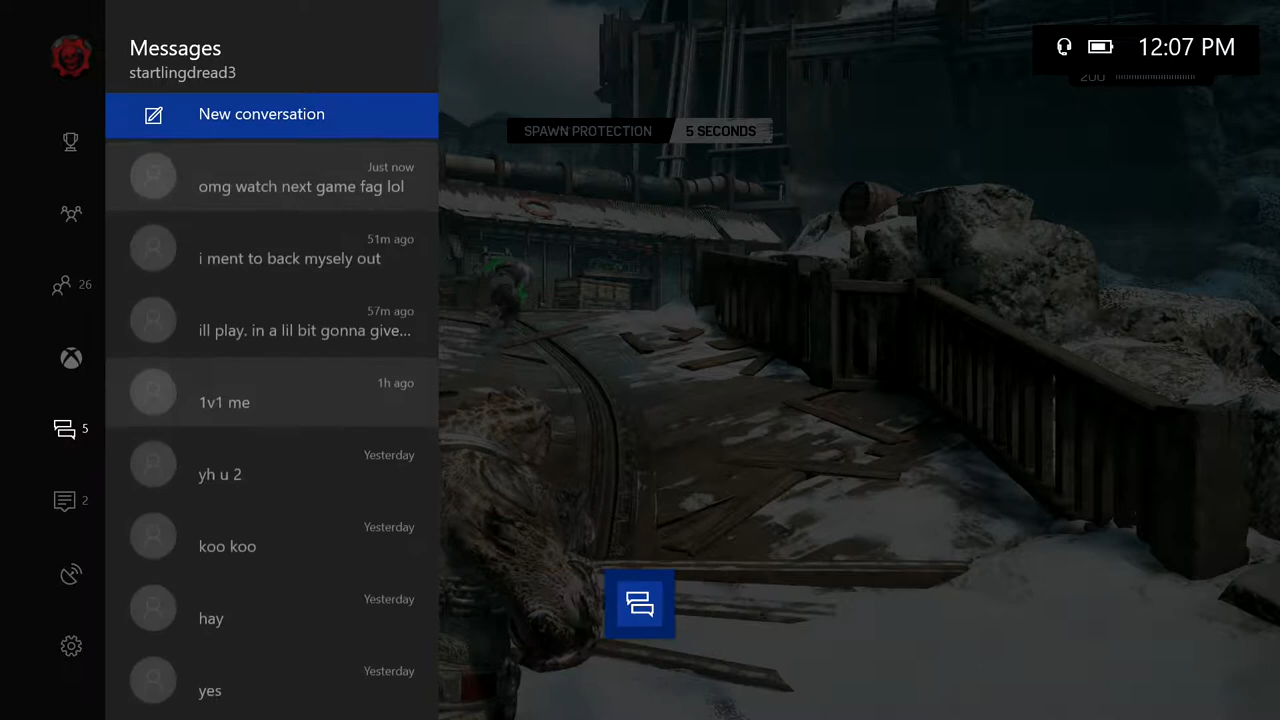 Messages
startlingdread3
New conversation
Just now
omg watch next game fag lol
51m ago
i ment to back mysely out
57m ago
ill play. in a lil bit gonna give...
1h ago
1v1 me
Yesterday
yh u 2
Yesterday
koo koo
Yesterday
hay
Yesterday
yes
26
5
2
12:07 PM
200
SPAWN PROTECTION 5 SECONDS